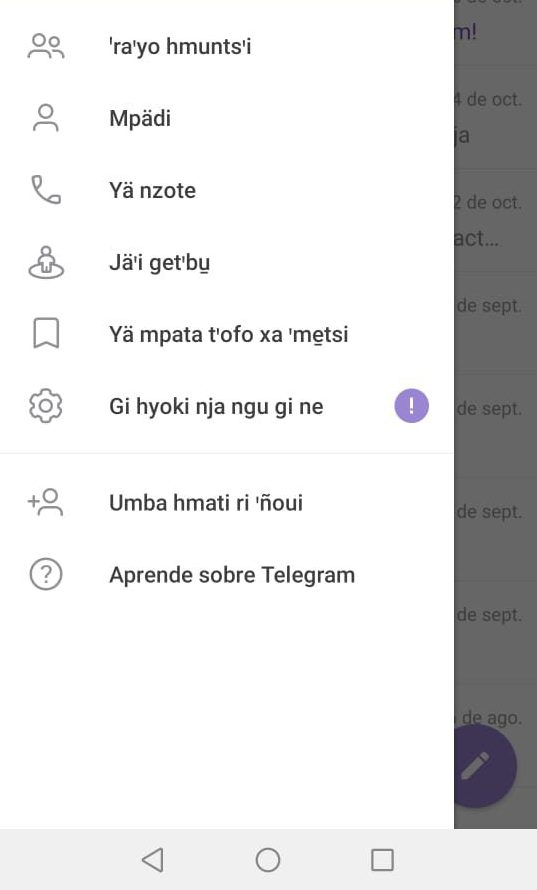 m!
'ra'yo hmunts'i
4 de oct.
Mpädi
ja
Yä nzote
2 de oct.
act...
Jä'i get'bu̲
de sept.
Yä mpata t'ofo xa 'me̲tsi
Gi hyoki nja ngu gi ne
!
de sept.
Umba hmati ri 'ñoui
de sept.
Aprende sobre Telegram
?
de sept.
de ago.